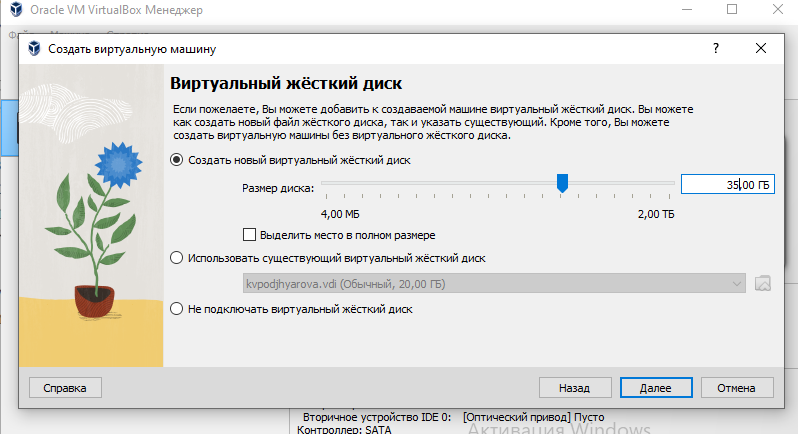 Oracle VM VirtualBox Менеджер
Создать виртуальную машину
?
Виртуальный жёсткий диск
Если пожелаете, Вы можете добавить к создаваемой машине виртуальный жёсткий диск. Вы можете
как создать новый файл жёсткого диска, так и указать существующий. Кроме того, Вы можете
создать виртуальную машины без виртуального жёсткого диска.
Создать новый виртуальный жёсткий диск
Размер диска:
35,00 ГБ
4,00 МБ 2,00 ТБ
Выделить место в полном размере
Использовать существующий виртуальный жёсткий диск
kvpodjhyarova.vdi (Обычный, 20,00 ГБ)
Не подключать виртуальный жёсткий диск
Справка Назад Далее Отмена
Вторичное устройство IDE 0: [Оптический привод] Пусто
Контроллер: SATA
Активация Windows